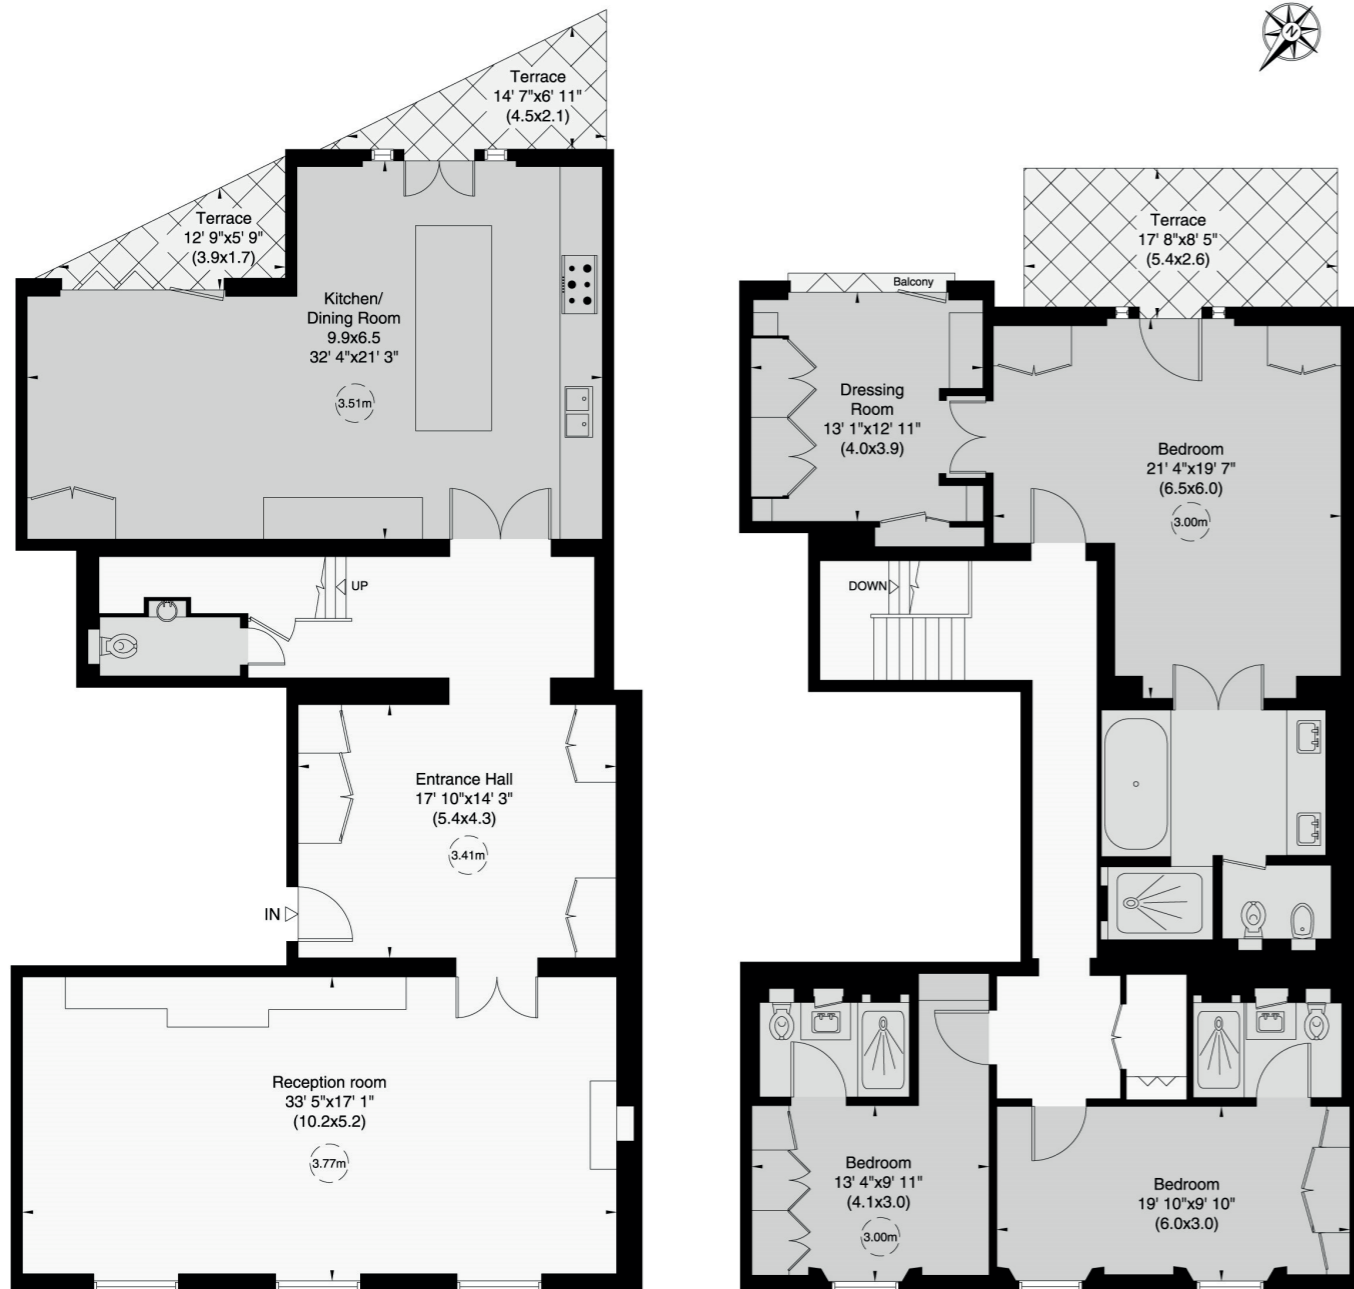 N
Terrace
14' 7"x6' 11"
(4.5x2.1)
Terrace
12' 9"x5' 9"
(3.9x1.7)
Kitchen/
Dining Room
9.9x6.5
32' 4"x21' 3"
3.51m
UP
Entrance Hall
17' 10"x14' 3"
(5.4x4.3)
3.41m
IN
Reception room
33' 5"x17' 1"
(10.2x5.2)
3.77m
Terrace
17' 8"x8' 5"
(5.4x2.6)
Balcony
Dressing
Room
13' 1"x12' 11"
(4.0x3.9)
Bedroom
21' 4"x19' 7"
(6.5x6.0)
3.00m
DOWN
Bedroom
13' 4"x9' 11"
(4.1x3.0)
3.00m
Bedroom
19' 10"x9' 10"
(6.0x3.0)